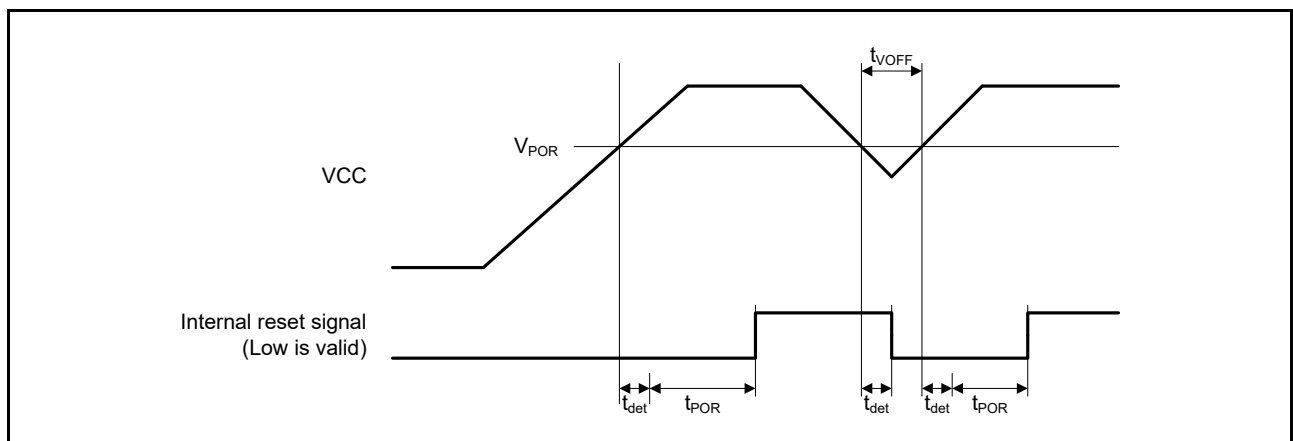 tVOFF
VPOR
VCC
Internal reset signal
(Low is valid)
tdet tPOR tdet tdet tPOR